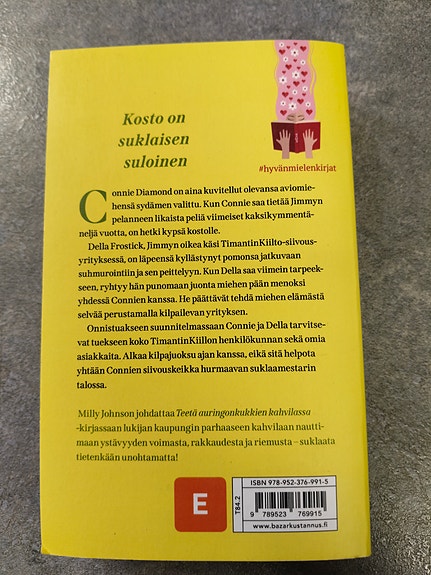 Kosto on
suklaisen
suloinen
#hyvänmielenkirjat
Connie Diamond on aina kuvitellut olevansa aviomie-
hensä sydämen valittu. Kun Connie saa tietää Jimmyn
pelanneen likaista peliä viimeiset kaksikymmentä-
neljä vuotta, on hetki kypsä kostolle.
Della Frostick, Jimmyn oikea käsi TimantinKiilto-siivous-
yrityksessä, on läpeensä kyllästynyt pomonsa jatkuvaan
suhmurointiin ja sen peittelyyn. Kun Della saa viimein tarpeek-
seen, ryhtyy hän punomaan juonta miehen pään menoksi
yhdessä Connien kanssa. He päättävät tehdä miehen elämästä
selvää perustamalla kilpailevan yrityksen.
Onnistuakseen suunnitelmassaan Connie ja Della tarvitse-
vat tuekseen koko TimantinKiillon henkilökunnan sekä omia
asiakkaita. Alkaa kilpajuoksu ajan kanssa, eikä sitä helpota
yhtään Connien siivouskeikka hurmaavan suklaamestarin
talossa.
Milly Johnson johdattaa Teetä auringonkukkien kahvilassa
-kirjassaan lukijan kaupungin parhaaseen kahvilaan nautti-
maan ystävyyden voimasta, rakkaudesta ja riemusta – suklaata
tietenkään unohtamatta!
E
T84.2
ISBN 978-952-376-991-5
9 789523 769915
www.bazarkustannus.fi